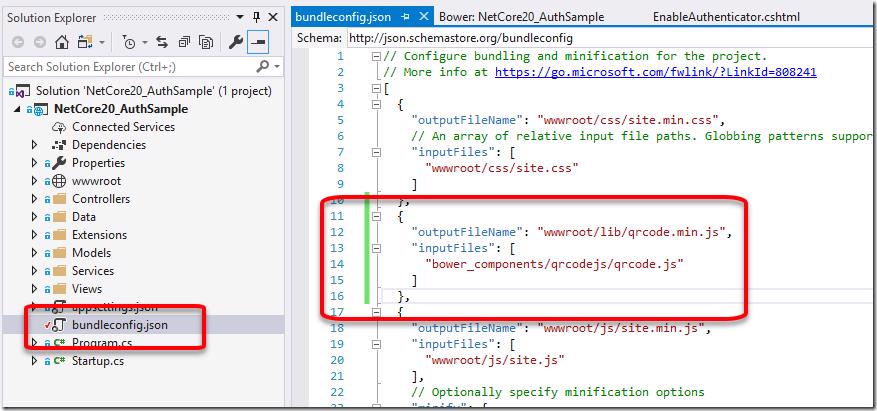 Solution Explorer
Search Solution Explorer (Ctrl+;)
Solution 'NetCore20_AuthSample' (1 project)
NetCore20_AuthSample
Connected Services
Dependencies
Properties
wwwroot
Controllers
Data
Extensions
Models
Services
Views
appsettings.json
bundleconfig.json
C# Program.cs
C# Startup.cs
bundleconfig.json Bower: NetCore20_AuthSample EnableAuthenticator.cshtml
Schema: http://json.schemastore.org/bundleconfig
1 // Configure bundling and minification for the project.
2 // More info at https://go.microsoft.com/fwlink/?LinkId=808241
3 [
4 {
5 "outputFileName": "wwwroot/css/site.min.css",
6 // An array of relative input file paths. Globbing patterns suppor
7 "inputFiles": [
8 "wwwroot/css/site.css"
9 ]
10 },
11 {
12 "outputFileName": "wwwroot/lib/qrcode.min.js",
13 "inputFiles": [
14 "bower_components/qrcodejs/qrcode.js"
15 ]
16 },
17 {
18 "outputFileName": "wwwroot/js/site.min.js",
19 "inputFiles": [
20 "wwwroot/js/site.js"
21 ],
22 // Optionally specify minification options
23 "minify": {